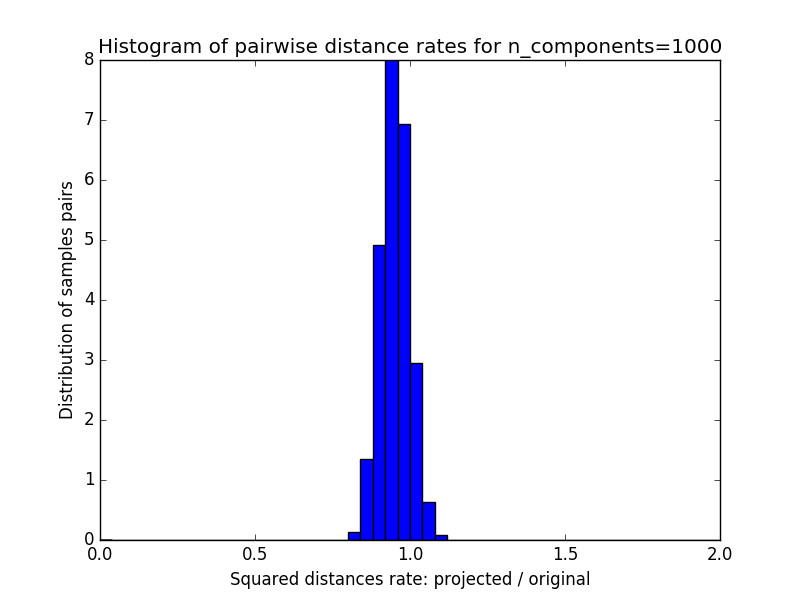 Histogram of pairwise distance rates for n_components=1000
8
7
6
5
4
3
2
1
0
Distribution of samples pairs
0.0 0.5 1.0 1.5 2.0
Squared distances rate: projected / original